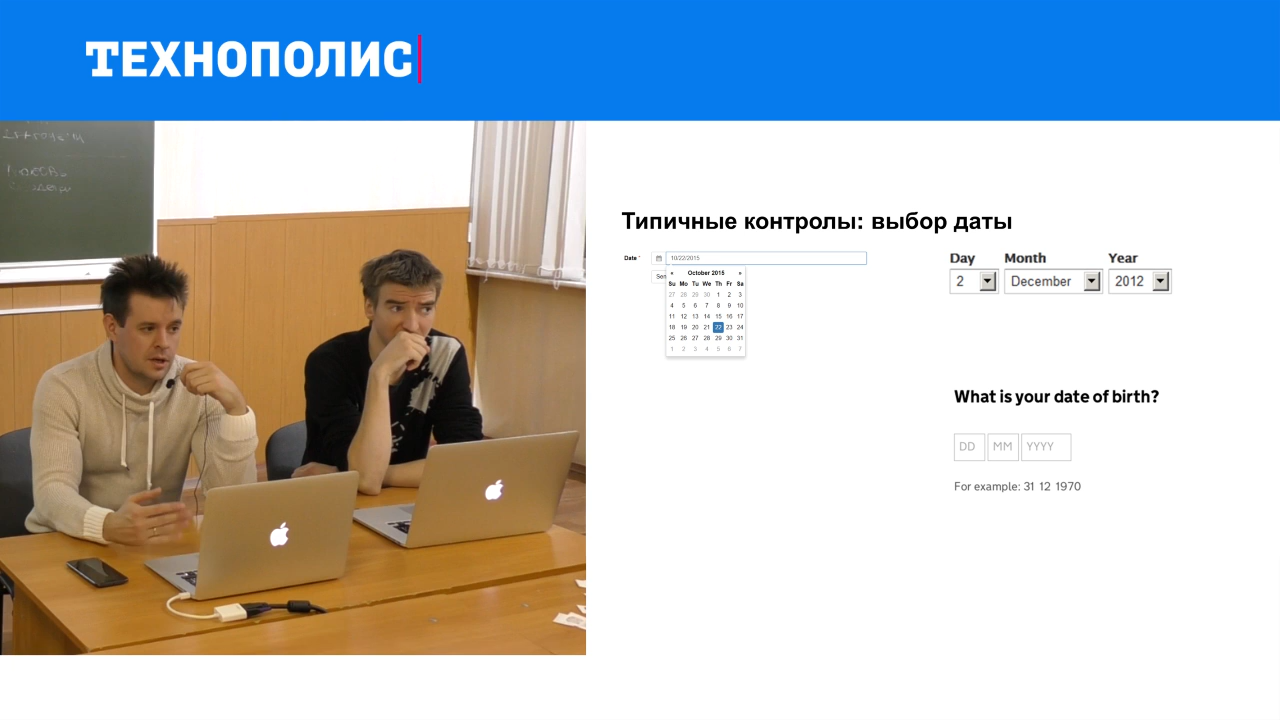 ТЕХНОПОЛИС
Типичные контролы: выбор даты
Date * 10/22/2015
« October 2015 »
Su Mo Tu We Th Fr Sa
27 28 29 30 1 2 3
4 5 6 7 8 9 10
11 12 13 14 15 16 17
18 19 20 21 22 23 24
25 26 27 28 29 30 31
1 2 3 4 5 6 7
Day Month Year
2 December 2012
What is your date of birth?
DD MM YYYY
For example: 31 12 1970